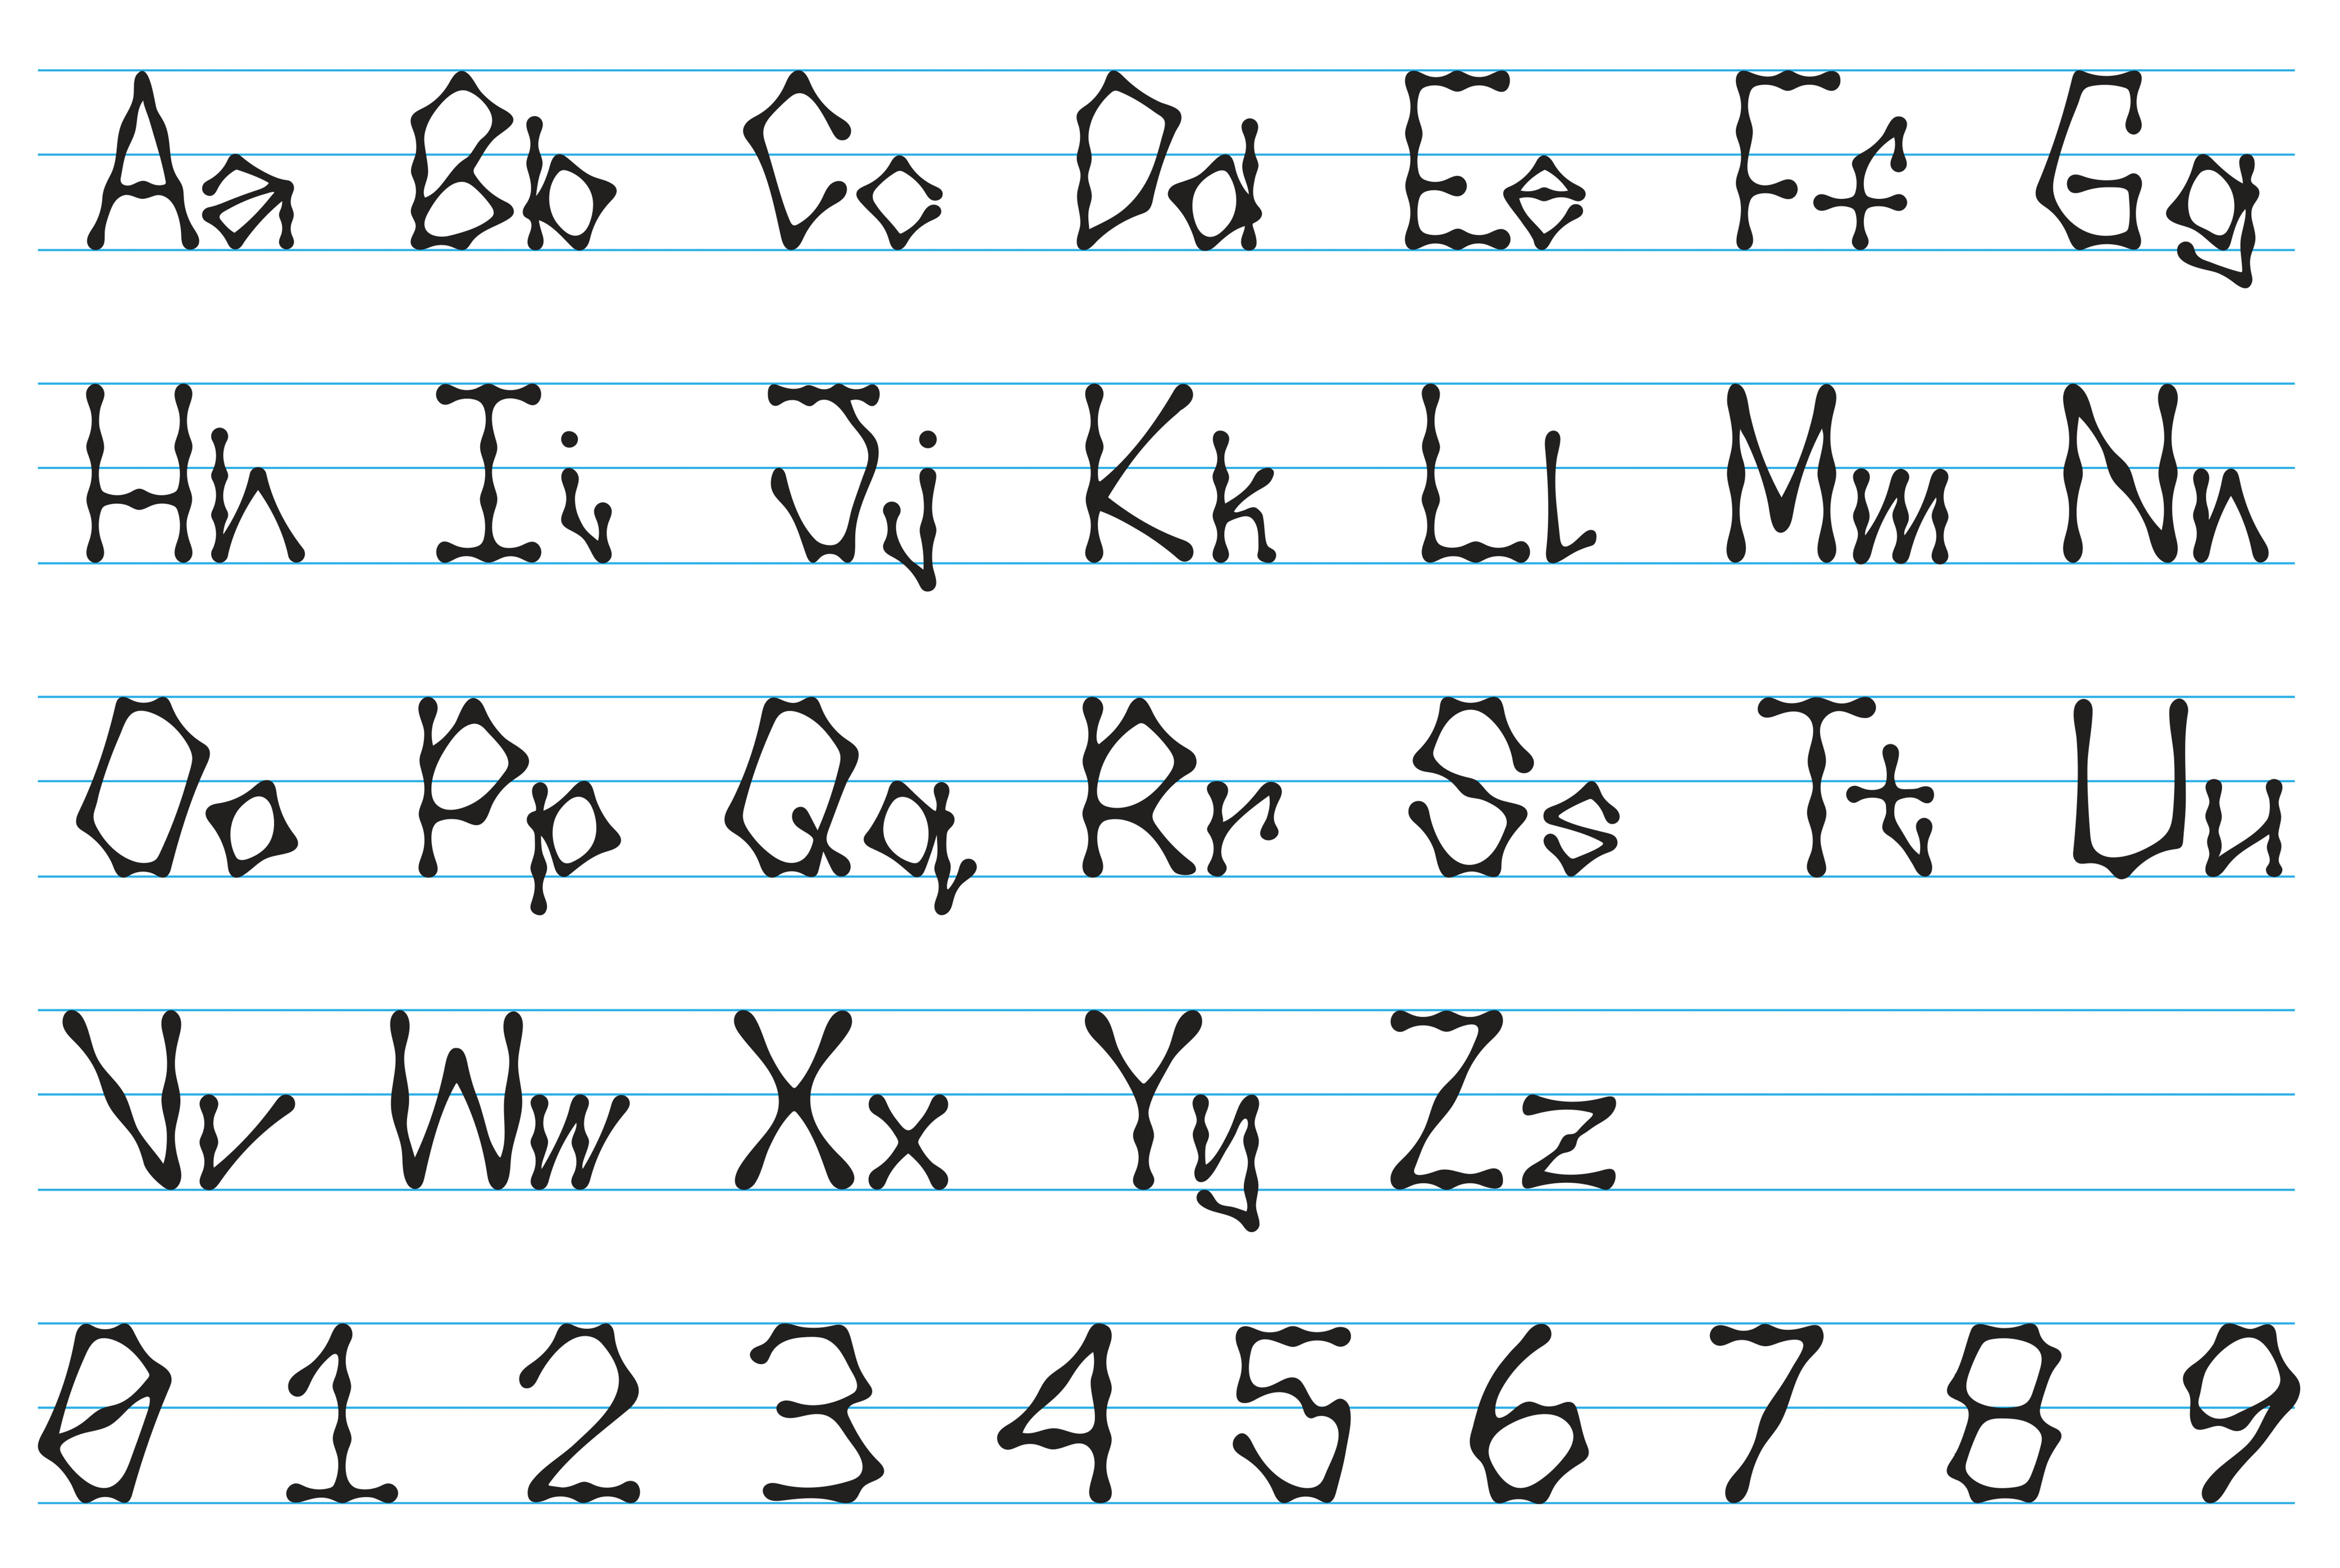 Aa Bb Cc Dd Ee Ff Gg
Hh Ii Jj Kk Ll Mm Nn
Oo Pp Qq Rr Ss Tt Uu
Vv Ww Xx Yy Zz
0 1 2 3 4 5 6 7 8 9